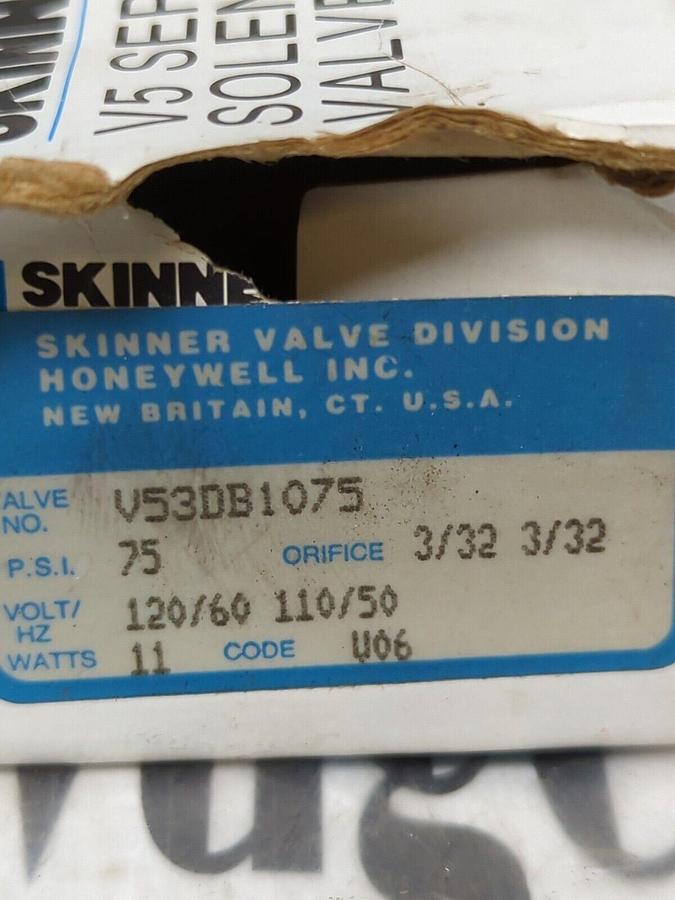 V5 SER
SOLEN
VALVE
SKINNE
SKINNER VALVE DIVISION
HONEYWELL INC.
NEW BRITAIN, CT. U.S.A.
ALVE NO. V53DB1075
P.S.I. 75 ORIFICE 3/32 3/32
VOLT/ HZ 120/60 110/50
WATTS 11 CODE U06